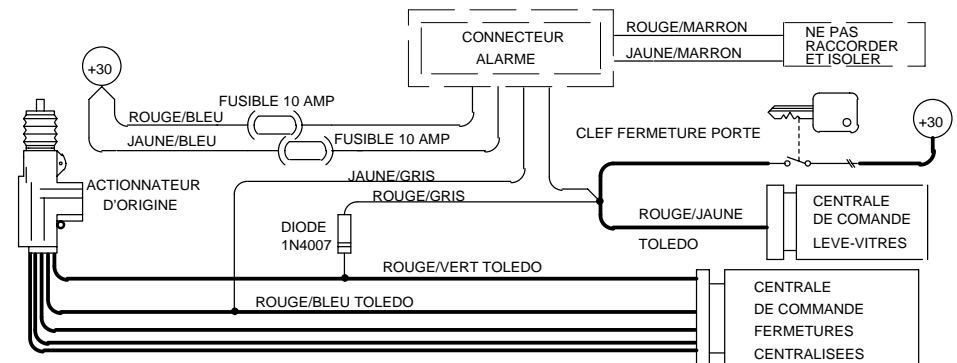 CONNECTEUR
ALARME
ROUGE/MARRON
JAUNE/MARRON
NE PAS
RACCORDER
ET ISOLER
+30
ROUGE/BLEU
FUSIBLE 10 AMP
JAUNE/BLEU
FUSIBLE 10 AMP
CLEF FERMETURE PORTE
+30
ACTIONNATEUR
D'ORIGINE
JAUNE/GRIS
ROUGE/GRIS
DIODE
1N4007
ROUGE/JAUNE
TOLEDO
CENTRALE
DE COMANDE
LEVE-VITRES
ROUGE/VERT TOLEDO
ROUGE/BLEU TOLEDO
CENTRALE
DE COMMANDE
FERMETURES
CENTRALISEES